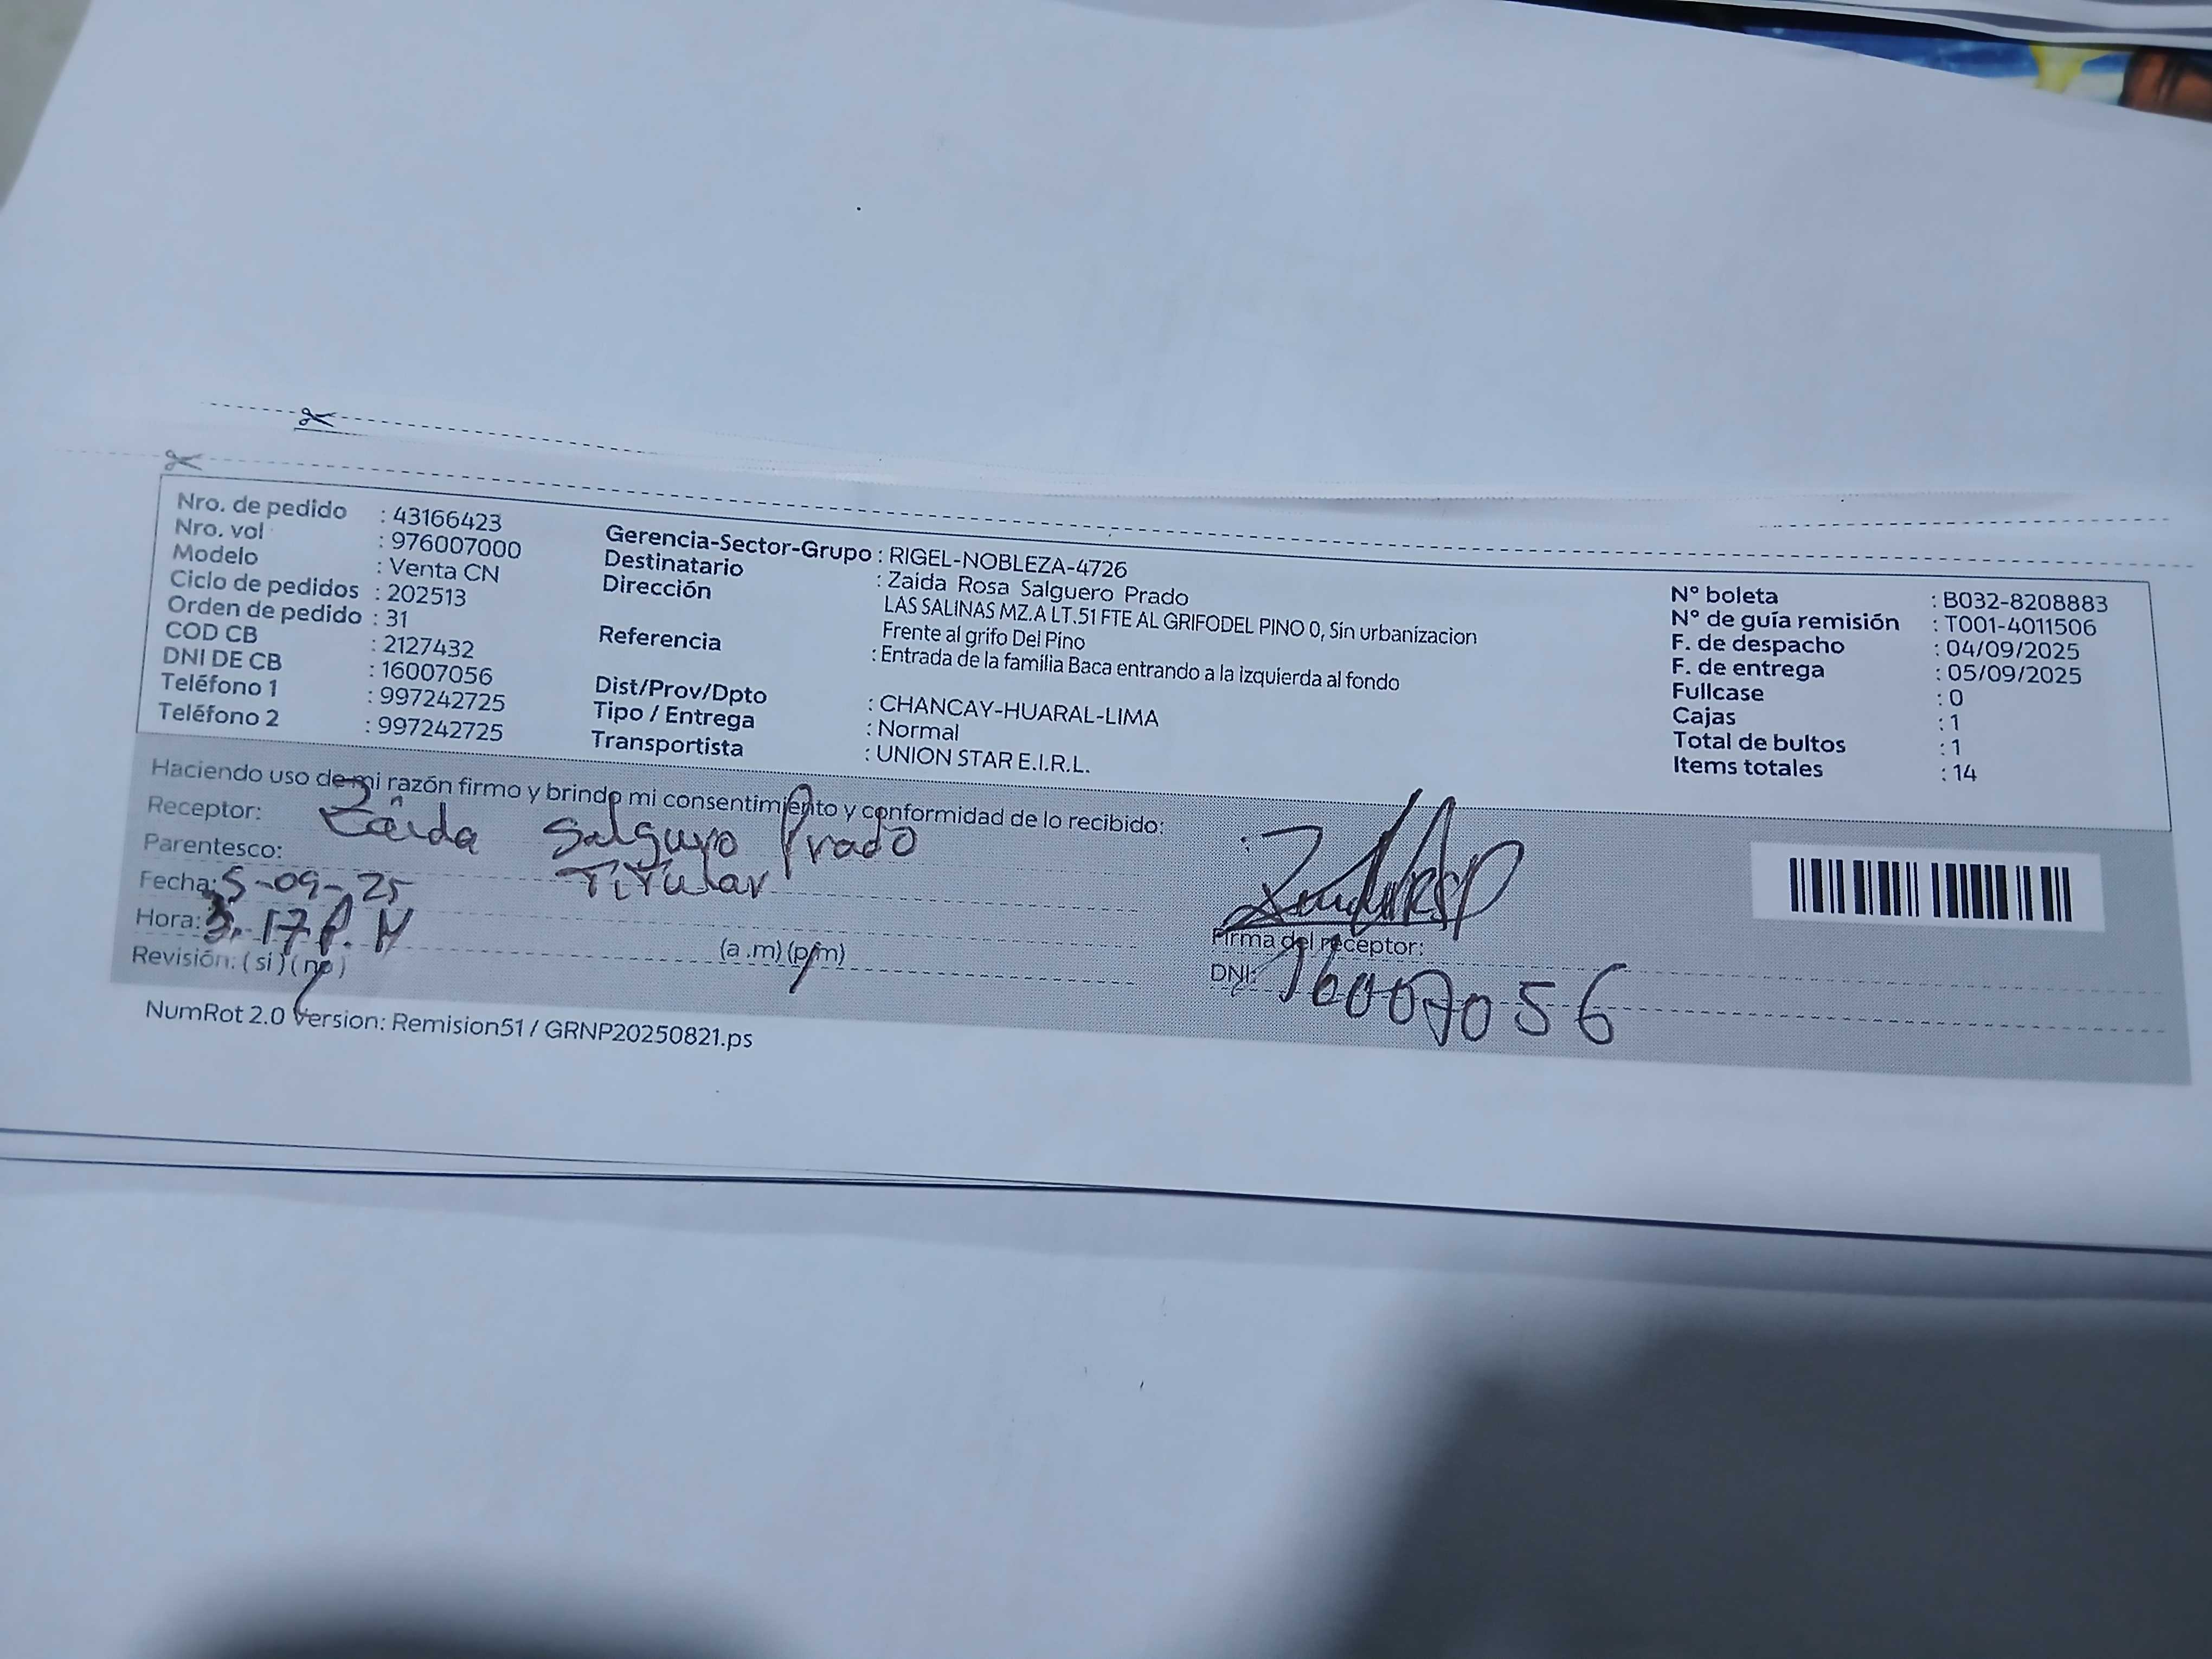 Nro. de pedido : 43166423
Nro. vol : 976007000
Modelo : Venta CN
Ciclo de pedidos : 202513
Orden de pedido : 31
COD CB : 2127432
DNI DE CB : 16007056
Teléfono 1 : 997242725
Teléfono 2 : 997242725
Gerencia-Sector-Grupo : RIGEL-NOBLEZA-4726
Destinatario : Zaida Rosa Salguero Prado
Dirección LAS SALINAS MZ.A LT.51 FTE AL GRIFODEL PINO 0, Sin urbanizacion
Frente al grifo Del Pino
Referencia : Entrada de la familia Baca entrando a la izquierda al fondo
Dist/Prov/Dpto : CHANCAY-HUARAL-LIMA
Tipo / Entrega : Normal
Transportista : UNION STAR E.I.R.L.
N° boleta : B032-8208883
N° de guía remisión : T001-4011506
F. de despacho : 04/09/2025
F. de entrega : 05/09/2025
Fullcase : 0
Cajas : 1
Total de bultos : 1
Items totales : 14
Haciendo uso de mi razón firmo y brindo mi consentimiento y conformidad de lo recibido:
Receptor: Zaida Salguero Prado
Parentesco: Titular
Fecha: 5-09-25
Hora: 3.17 P.M (a .m) (p.m)
Revisión: ( si ) ( no )
Firma del receptor:
DNI: 16007056
NumRot 2.0 Version: Remision51 / GRNP20250821.ps